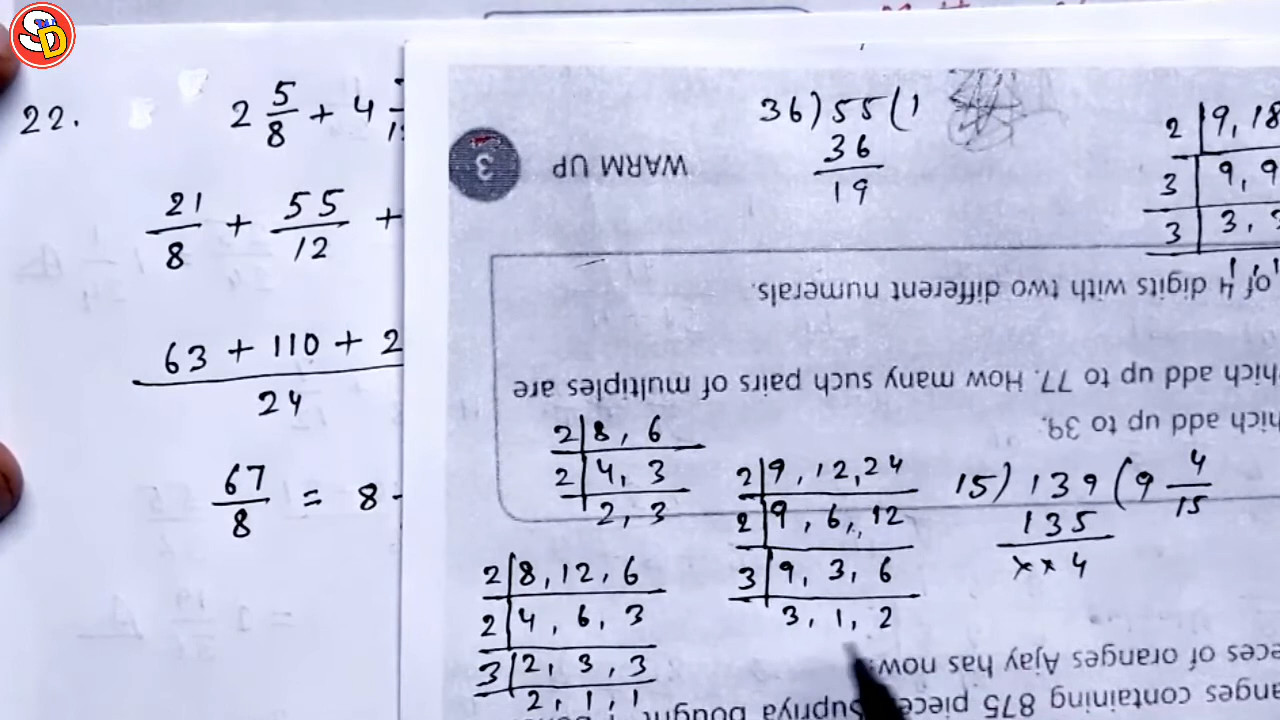 SD
22.
2 5/8 + 4
21/8 + 55/12 +
63 + 110 + 2
24
67/8 = 8
36)55(1
36
19
WARM UP 3
2|9, 18
3|9, 9
3|3,
of 4 digits with two different numerals.
which add up to 77. How many such pairs of multiples are
which add up to 39.
2|8, 6
2|4, 3
2, 3
2|9, 12, 24
2|9, 6, 12
3|9, 3, 6
3, 1, 2
15)139(9 4/15
135
××4
2|8, 12, 6
2|4, 6, 3
3|2, 3, 3
2, 1, 1
of oranges Ajay has now.
containing 875 Supriya bought